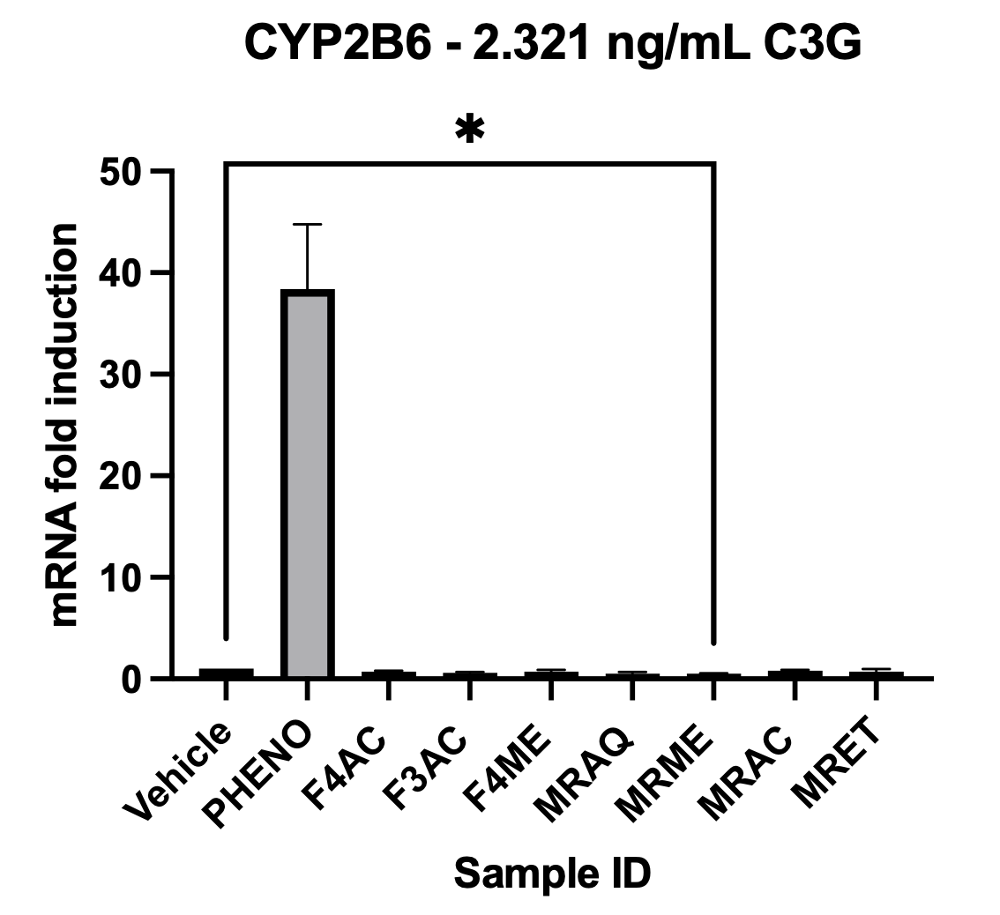 CYP2B6 - 2.321 ng/mL C3G
*
50
40
30
20
10
0
mRNA fold induction
Vehicle
PHENO
F4AC
F3AC
F4ME
MRAQ
MRME
MRAC
MRET
Sample ID